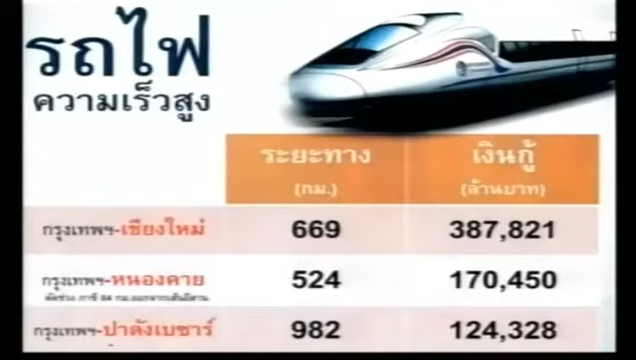 รถไฟ
ความเร็วสูง
ระยะทาง เงินกู้
(กม.) (ล้านบาท)
กรุงเทพฯ-เชียงใหม่ 669 387,821
กรุงเทพฯ-หนองคาย 524 170,450
กรุงเทพฯ-ปาดังเบซาร์ 982 124,328